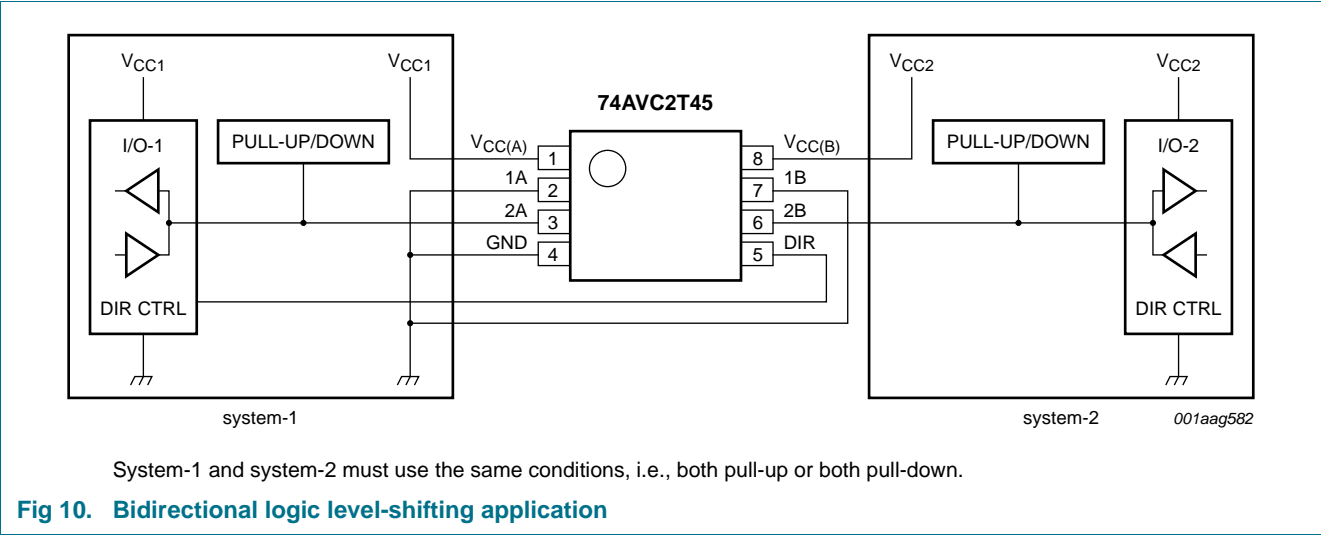 VCC1
VCC1
74AVC2T45
VCC2
VCC2
I/O-1
PULL-UP/DOWN
VCC(A)
1
8
VCC(B)
PULL-UP/DOWN
I/O-2
1A
2
7
1B
2A
3
6
2B
GND
4
5
DIR
DIR CTRL
DIR CTRL
system-1
system-2
001aag582
System-1 and system-2 must use the same conditions, i.e., both pull-up or both pull-down.
Fig 10. Bidirectional logic level-shifting application